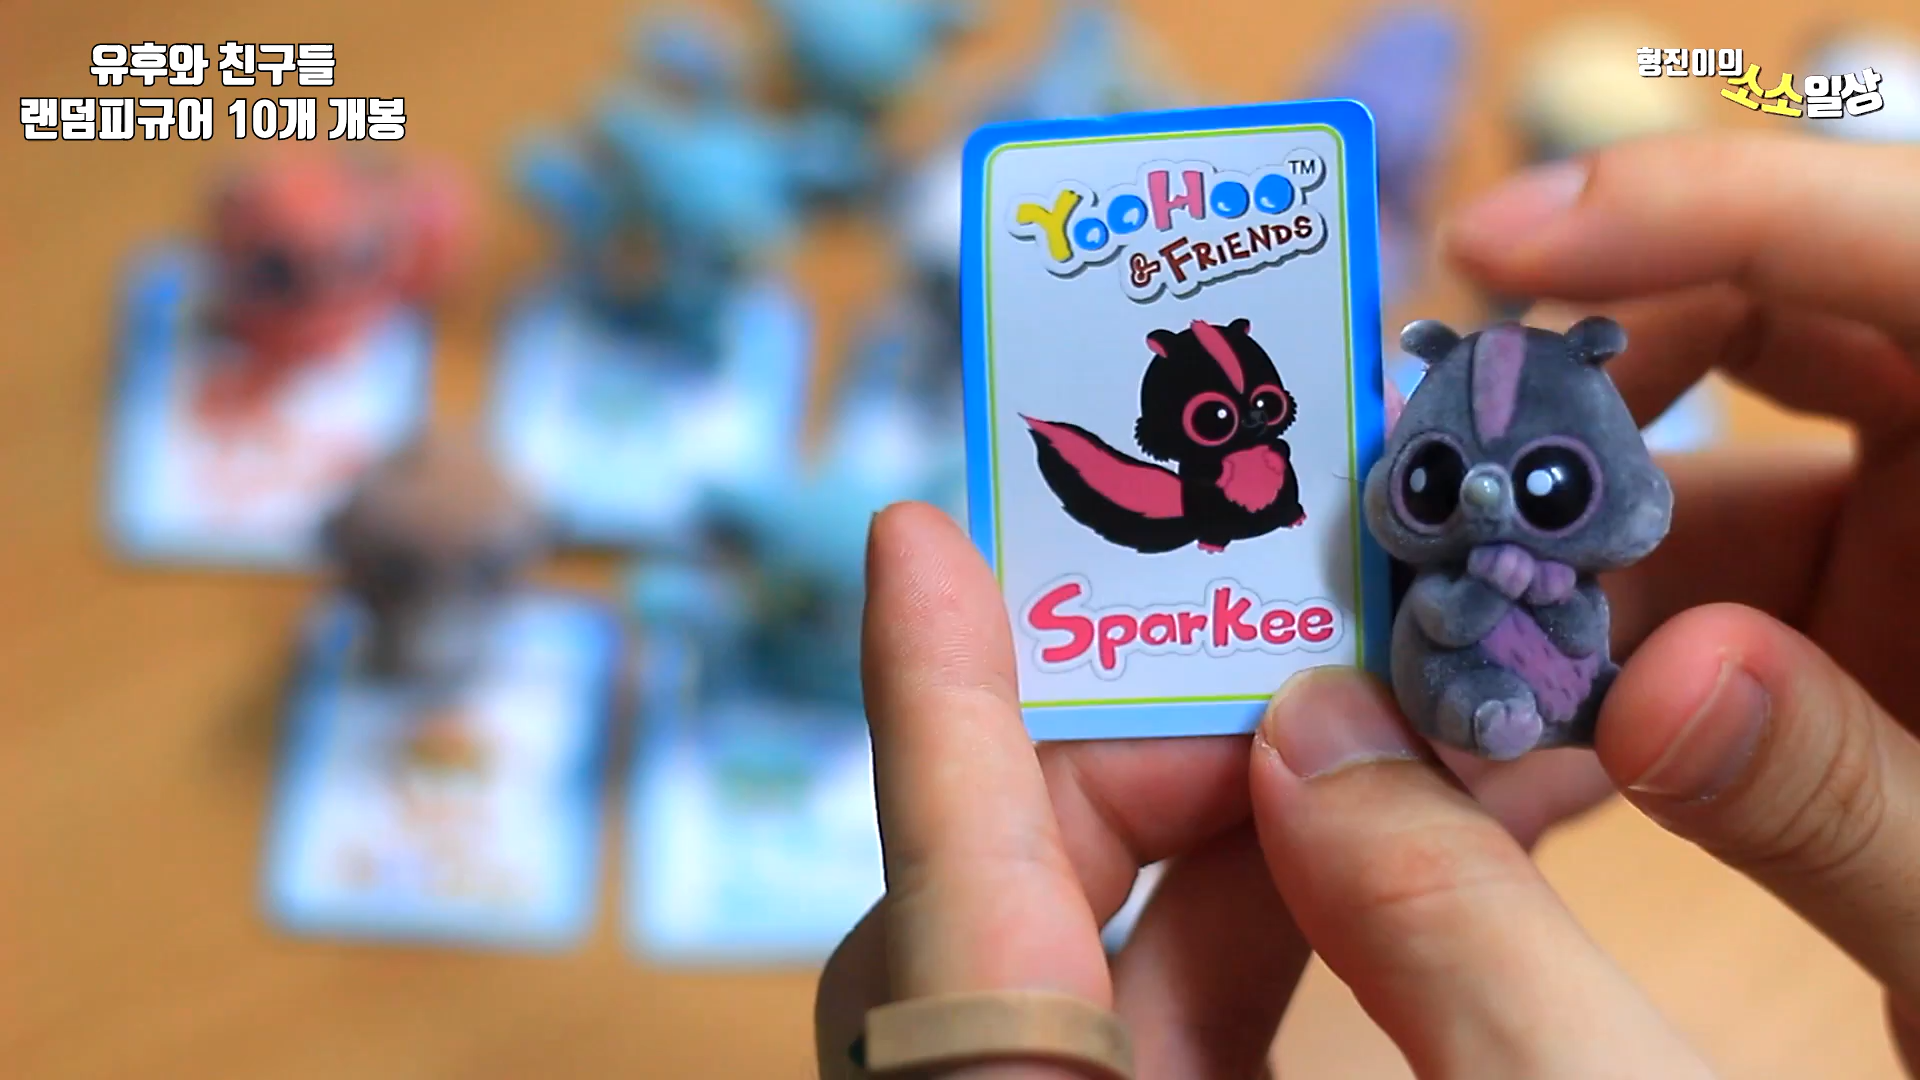 유후와 친구들
랜덤피규어 10개 개봉
형진이의
소소일상
YooHoo™
& Friends
Sparkee